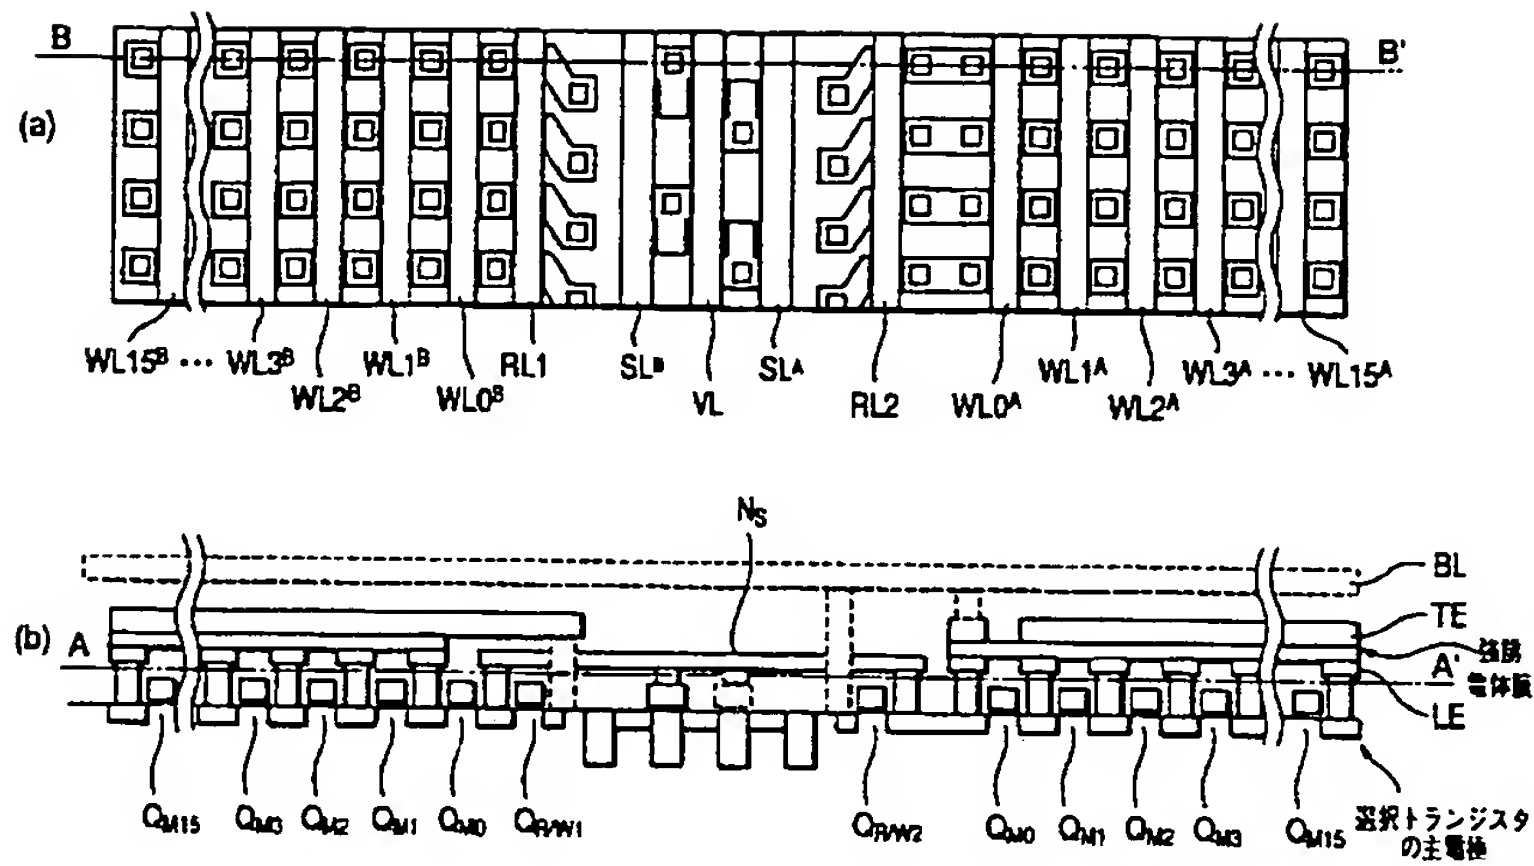 B
B'
(a)
WL15ᴮ … WL3ᴮ WL1ᴮ RL1 SLᴮ SLᴬ WL1ᴬ WL3ᴬ … WL15ᴬ
WL2ᴮ WL0ᴮ VL RL2 WL0ᴬ WL2ᴬ
Nₛ
BL
TE
(b) A
強誘
A'
電体膜
LE
QM15 QM3 QM2 QM1 QM0 QR/W1 QR/W2 QM0 QM1 QM2 QM3 QM15
選択トランジスタ
の主電極